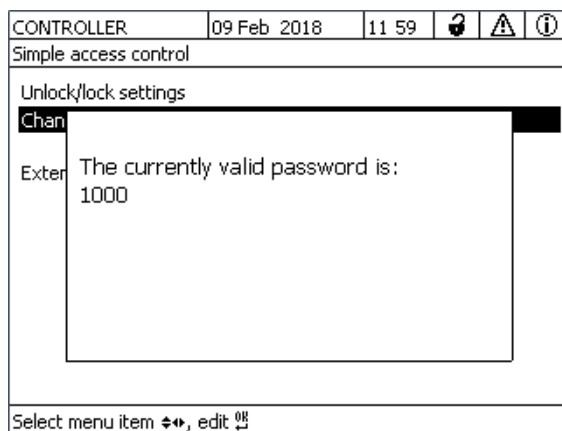 CONTROLLER 09 Feb 2018 11 59
Simple access control
Unlock/lock settings
Chan
The currently valid password is:
Exter
1000
Select menu item, edit OK